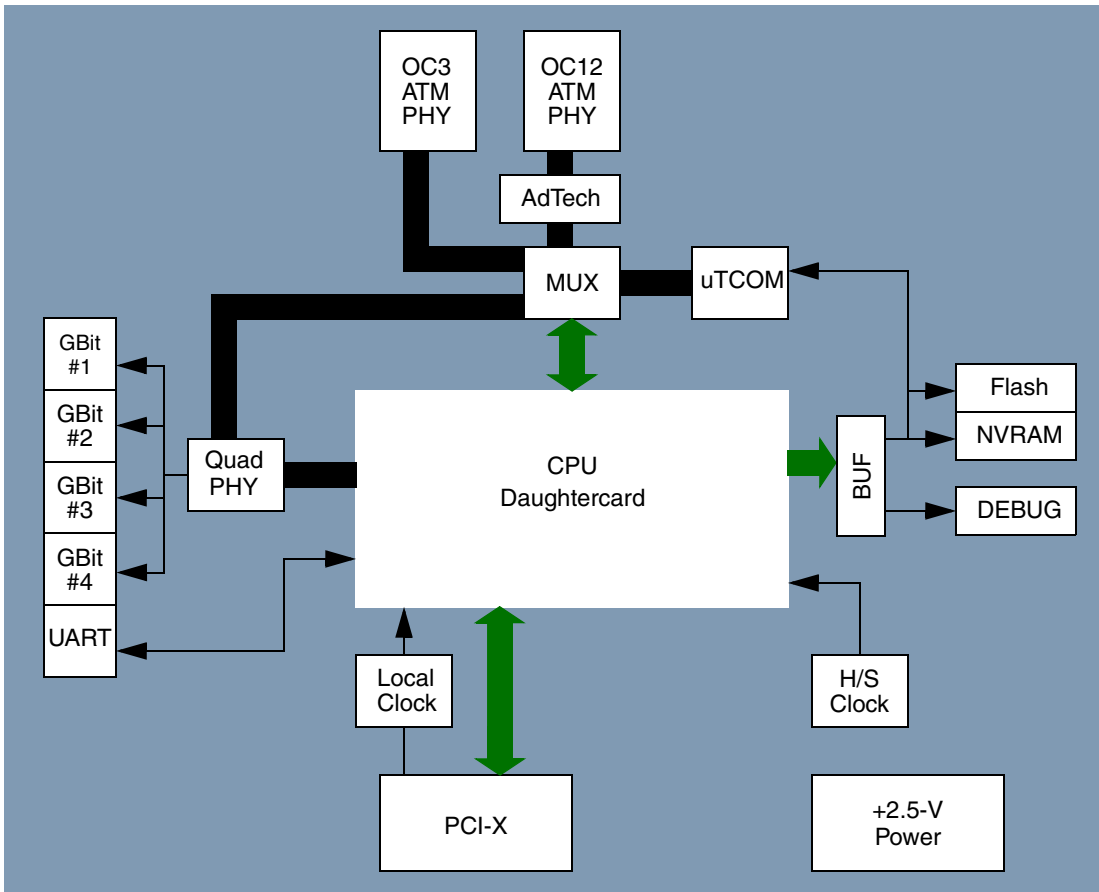 OC3
ATM
PHY
OC12
ATM
PHY
AdTech
MUX
uTCOM
GBit
#1
GBit
#2
GBit
#3
GBit
#4
UART
Quad
PHY
CPU
Daughtercard
BUF
Flash
NVRAM
DEBUG
Local
Clock
H/S
Clock
PCI-X
+2.5-V
Power